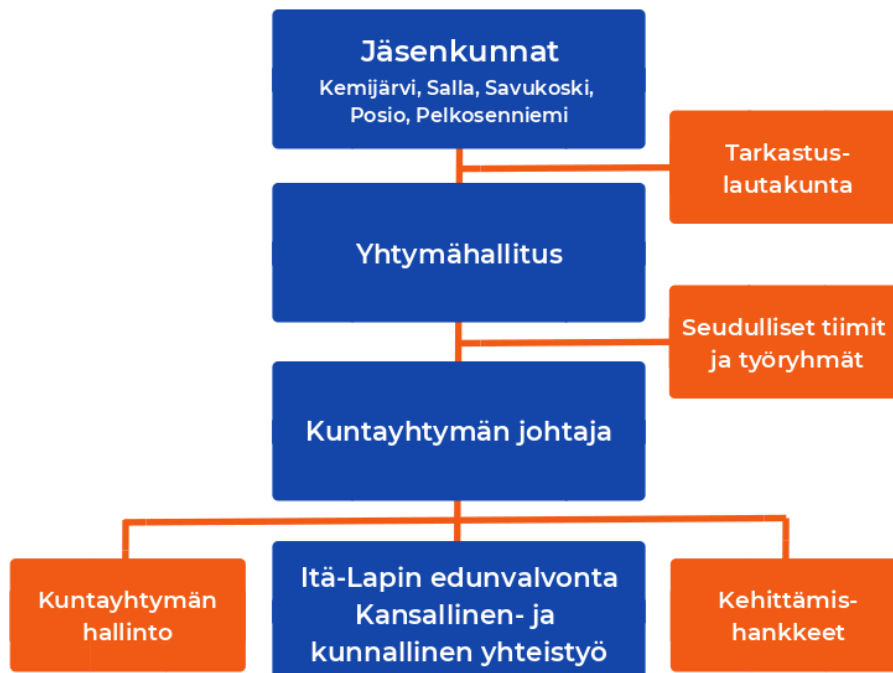 Jäsenkunnat
Kemijärvi, Salla, Savukoski,
Posio, Pelkosenniemi
Tarkastus-
lautakunta
Yhtymähallitus
Seudulliset tiimit
ja työryhmät
Kuntayhtymän johtaja
Kuntayhtymän
hallinto
Itä-Lapin edunvalvonta
Kansallinen- ja
kunnallinen yhteistyö
Kehittämis-
hankkeet